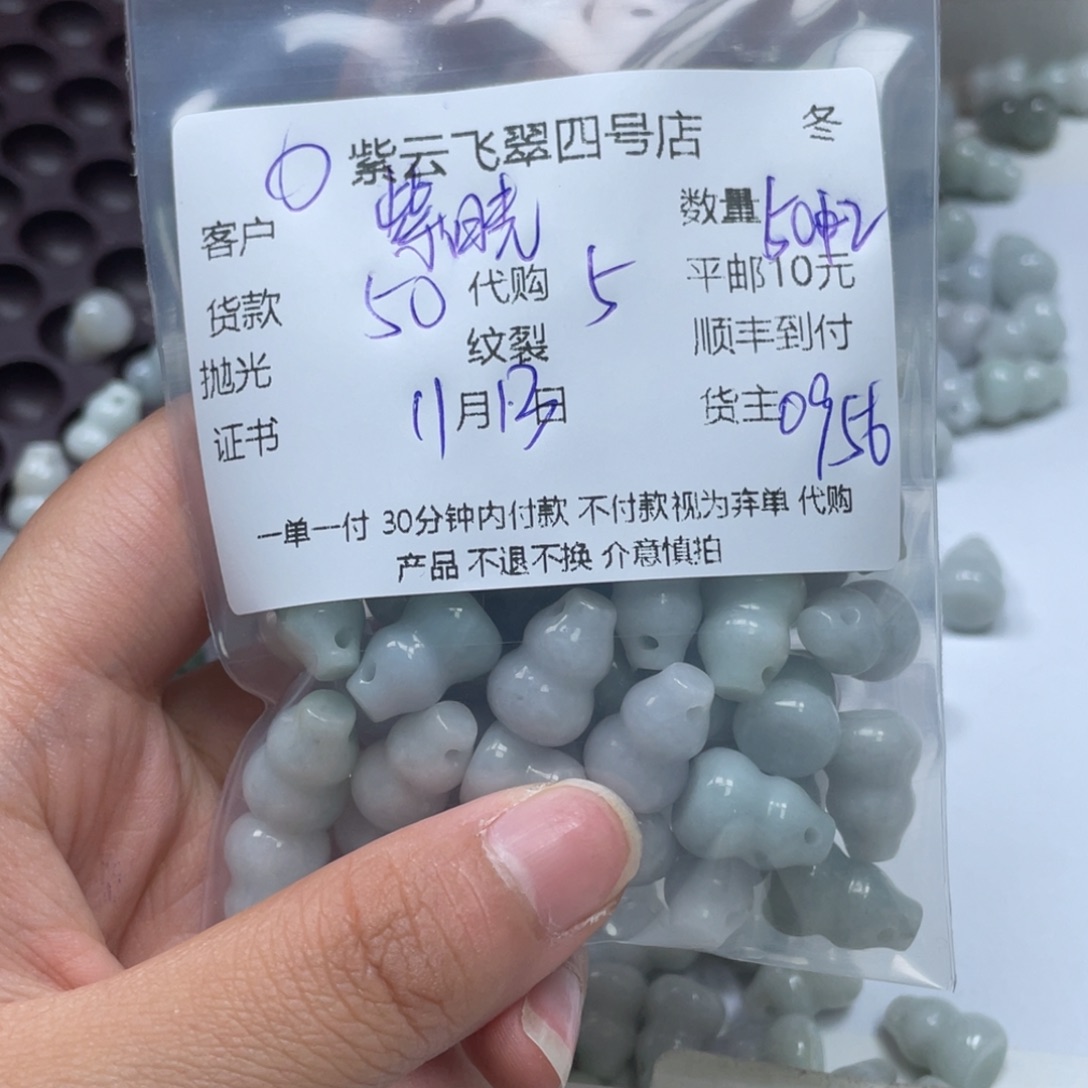 紫云飞翠四号店 冬
客户 数量50
货款 50 代购 5 平邮10元
抛光 纹裂 顺丰到付
证书 11月13日 货主0956
一单一付 30分钟内付款 不付款视为弃单 代购
产品 不退不换 介意慎拍